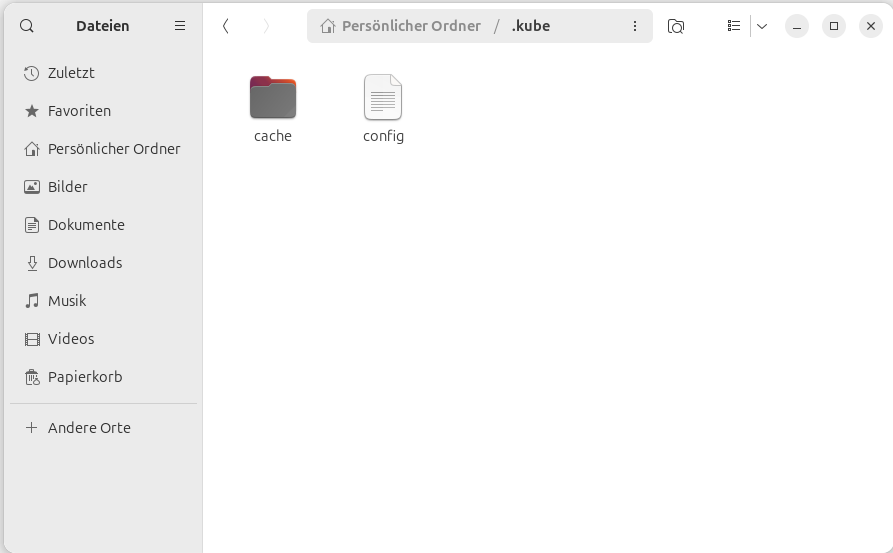 Dateien
Persönlicher Ordner / .kube
Zuletzt
Favoriten
Persönlicher Ordner
Bilder
Dokumente
Downloads
Musik
Videos
Papierkorb
Andere Orte
cache
config